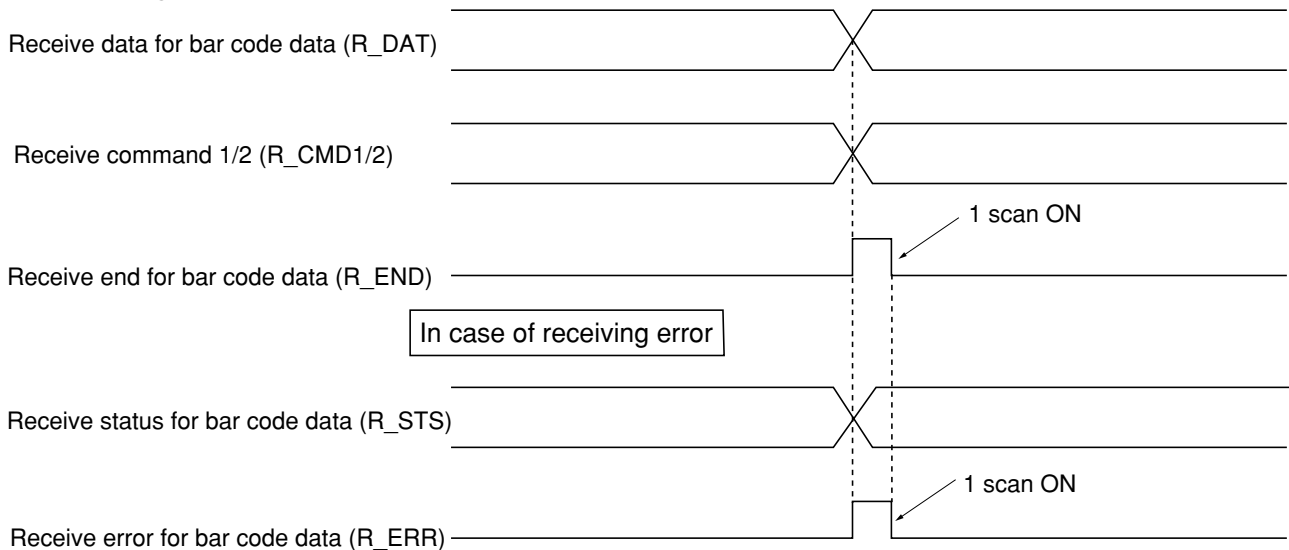 Receive data for bar code data (R_DAT)
Receive command 1/2 (R_CMD1/2)
1 scan ON
Receive end for bar code data (R_END)
In case of receiving error
Receive status for bar code data (R_STS)
1 scan ON
Receive error for bar code data (R_ERR)